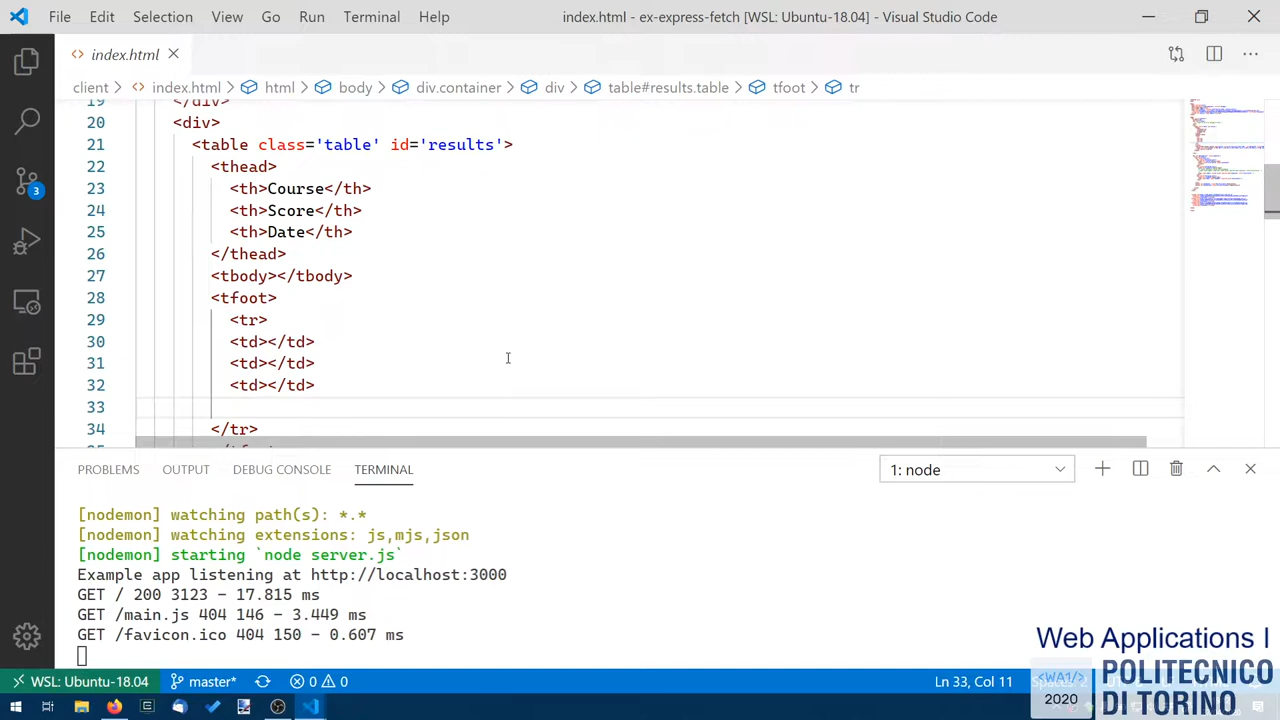 File Edit Selection View Go Run Terminal Help index.html - ex-express-fetch [WSL: Ubuntu-18.04] - Visual Studio Code
index.html
client > index.html > html > body > div.container > div > table#results.table > tfoot > tr
19 </div>
20 <div>
21 <table class='table' id='results'>
22 <thead>
23 <th>Course</th>
24 <th>Score</th>
25 <th>Date</th>
26 </thead>
27 <tbody></tbody>
28 <tfoot>
29 <tr>
30 <td></td>
31 <td></td>
32 <td></td>
33
34 </tr>
3
PROBLEMS OUTPUT DEBUG CONSOLE TERMINAL 1: node
[nodemon] watching path(s): *.*
[nodemon] watching extensions: js,mjs,json
[nodemon] starting `node server.js`
Example app listening at http://localhost:3000
GET / 200 3123 - 17.815 ms
GET /main.js 404 146 - 3.449 ms
GET /favicon.ico 404 150 - 0.607 ms
Web Applications I
<WA1/>
2020
POLITECNICO
DI TORINO
WSL: Ubuntu-18.04 master* 0 0 Ln 33, Col 11